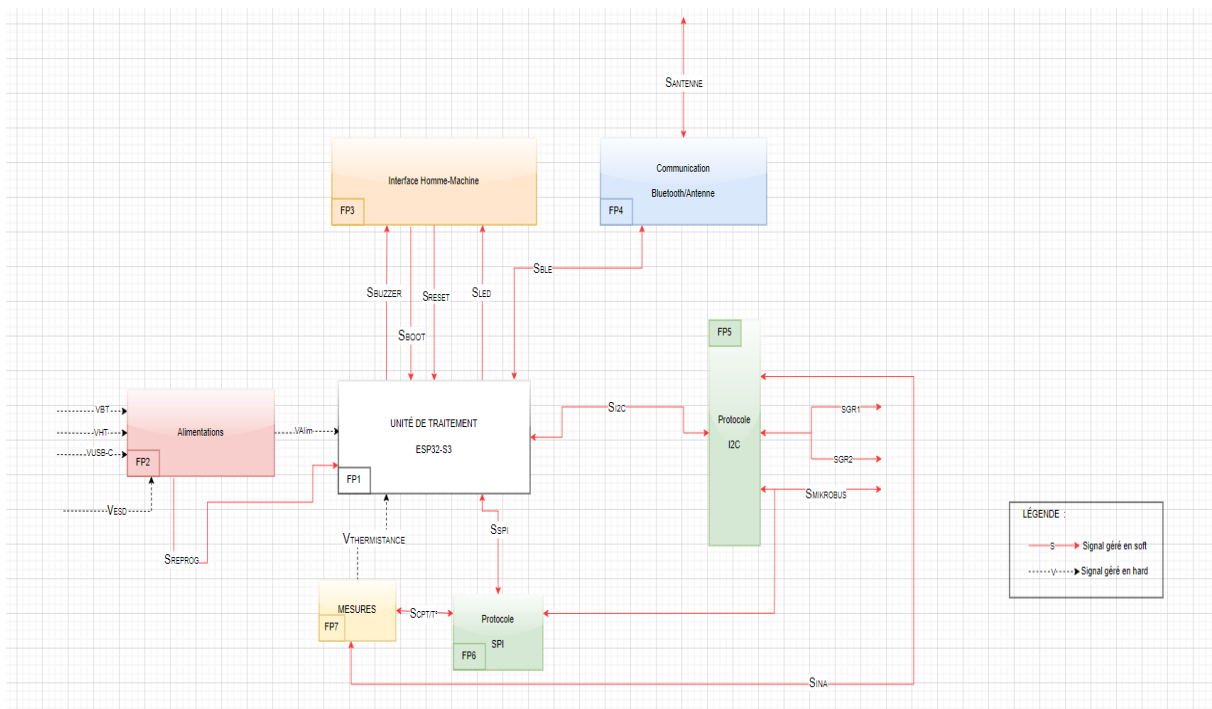 SANTENNE
Communication
Bluetooth/Antenne
FP4
Interface Homme-Machine
FP3
SBLE
SBUZZER
SRESET
SLED
SBOOT
FP5
Protocole
I2C
VBT
VHT
VUSB-C
Alimentations
FP2
VAlim
UNITÉ DE TRAITEMENT
ESP32-S3
FP1
SI2C
SGR1
SGR2
SMIKROBUS
VESD
SREPROG
VTHERMISTANCE
SSPI
LÉGENDE :
S
Signal géré en soft
V
Signal géré en hard
MESURES
FP7
SCPT/T°
Protocole
SPI
FP6
SINA